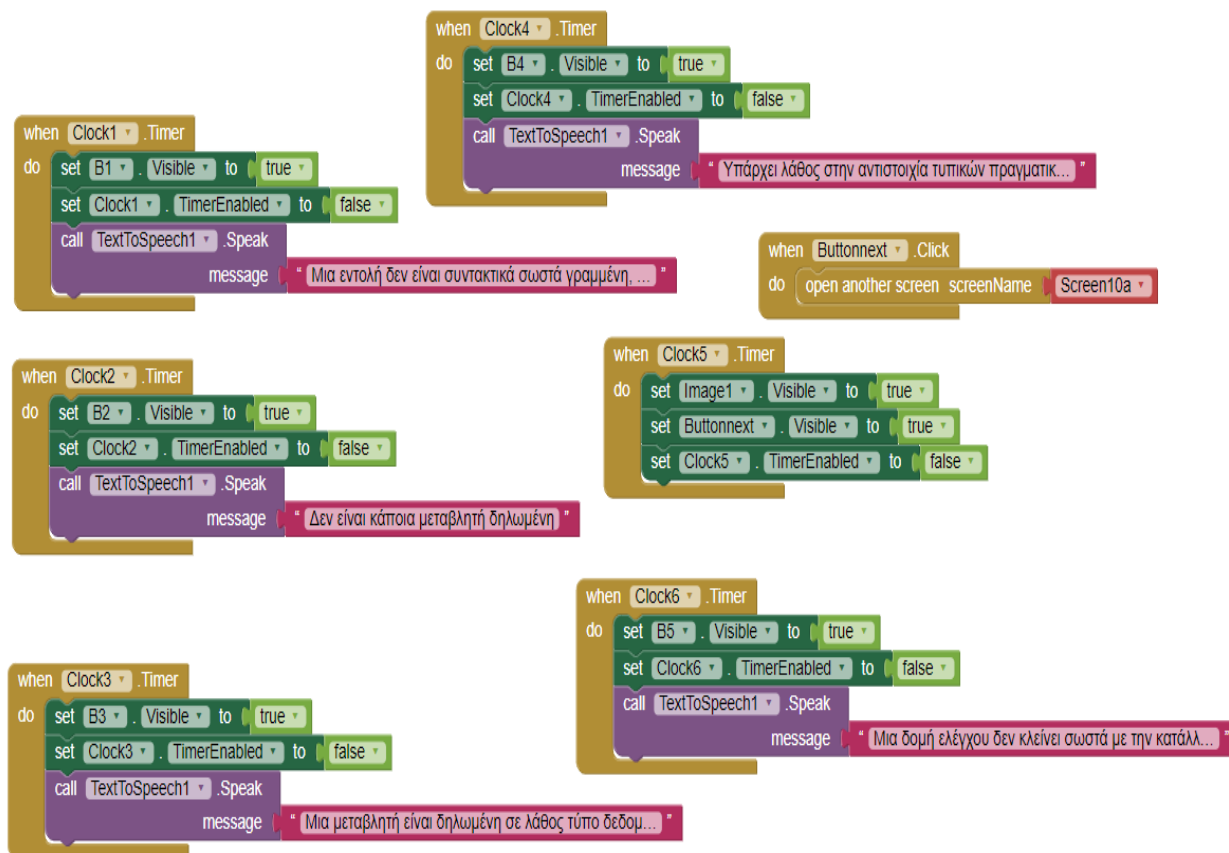 when Clock4 .Timer
do set B4 . Visible to true
set Clock4 . TimerEnabled to false
call TextToSpeech1 .Speak
message " Υπάρχει λάθος στην αντιστοιχία τυπικών πραγματικ... "
when Clock1 .Timer
do set B1 . Visible to true
set Clock1 . TimerEnabled to false
call TextToSpeech1 .Speak
message " Μια εντολή δεν είναι συντακτικά σωστά γραμμένη, ... "
when Buttonnext .Click
do open another screen screenName Screen10a
when Clock5 .Timer
do set Image1 . Visible to true
set Buttonnext . Visible to true
set Clock5 . TimerEnabled to false
when Clock2 .Timer
do set B2 . Visible to true
set Clock2 . TimerEnabled to false
call TextToSpeech1 .Speak
message " Δεν είναι κάποια μεταβλητή δηλωμένη "
when Clock6 .Timer
do set B5 . Visible to true
set Clock6 . TimerEnabled to false
call TextToSpeech1 .Speak
message " Μια δομή ελέγχου δεν κλείνει σωστά με την κατάλλ... "
when Clock3 .Timer
do set B3 . Visible to true
set Clock3 . TimerEnabled to false
call TextToSpeech1 .Speak
message " Μια μεταβλητή είναι δηλωμένη σε λάθος τύπο δεδομ... "